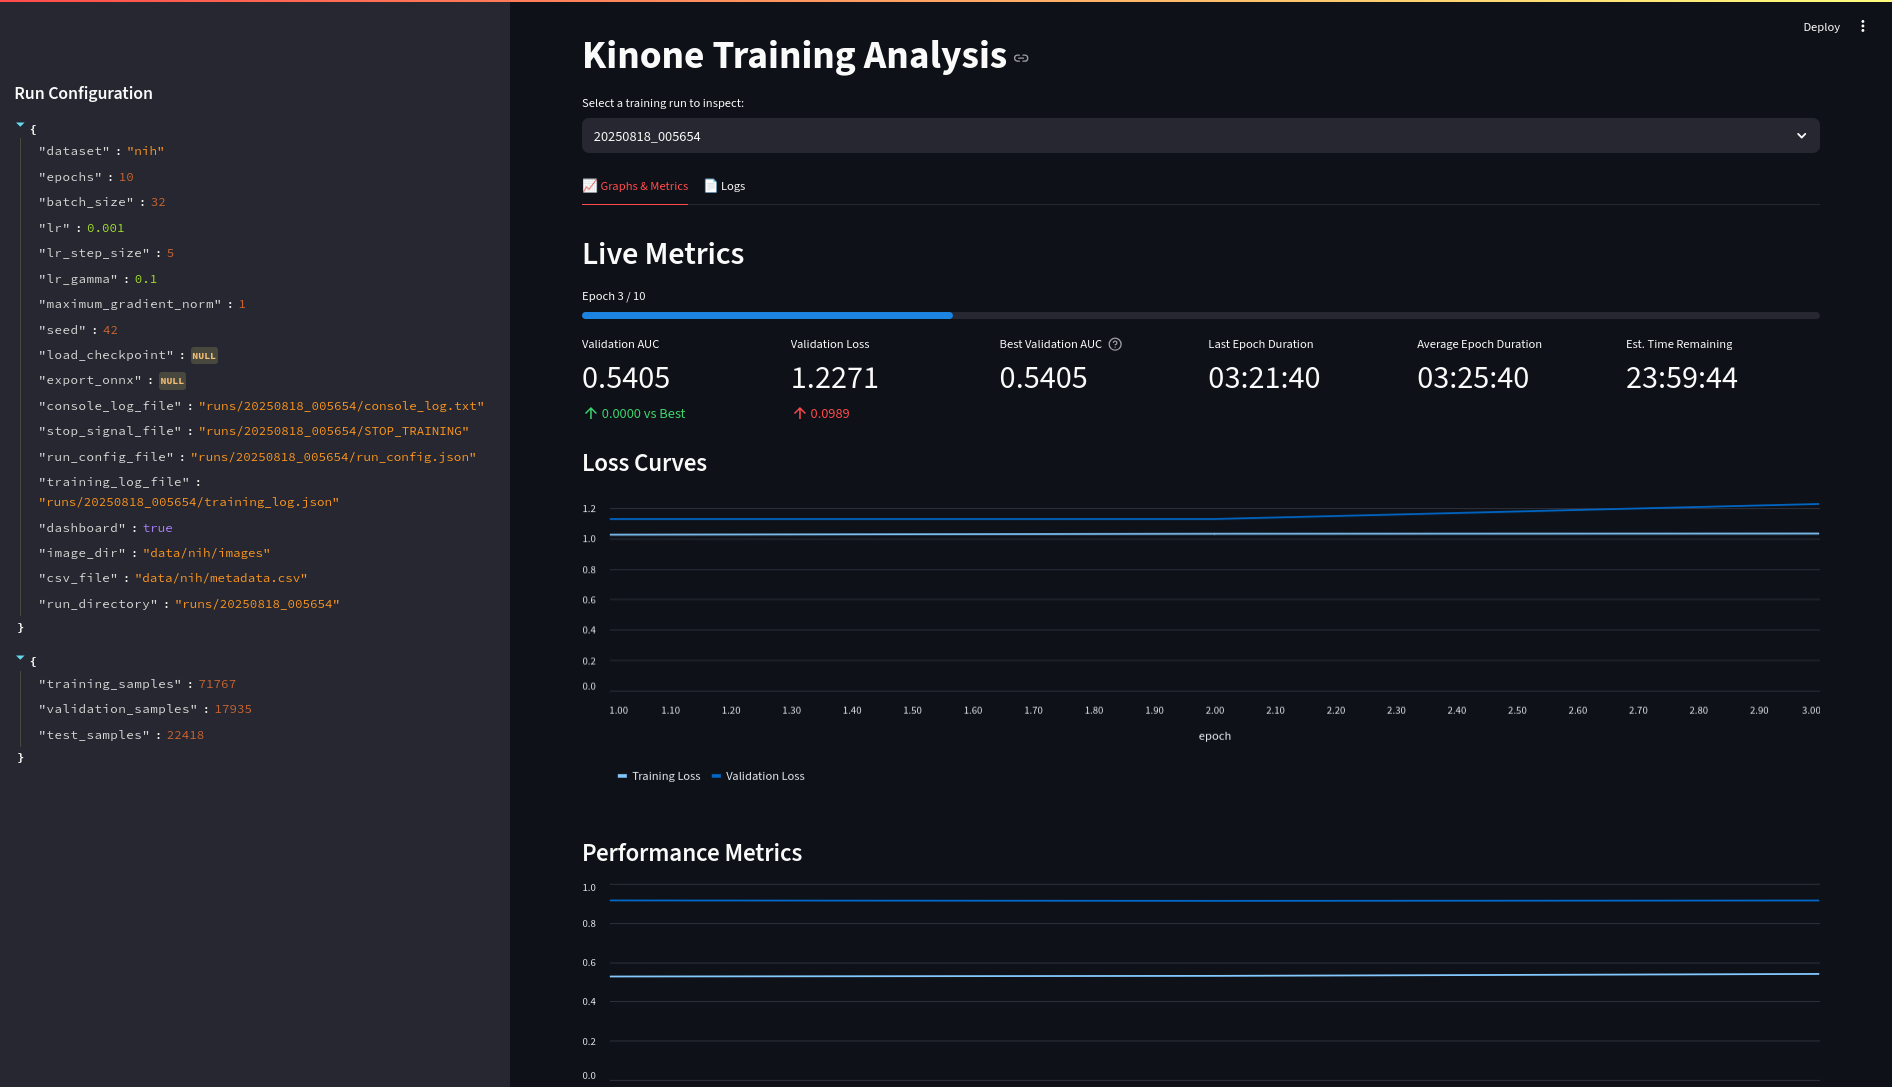 Deploy
Run Configuration
{
"dataset" : "nih"
"epochs" : 10
"batch_size" : 32
"lr" : 0.001
"lr_step_size" : 5
"lr_gamma" : 0.1
"maximum_gradient_norm" : 1
"seed" : 42
"load_checkpoint" : NULL
"export_onnx" : NULL
"console_log_file" : "runs/20250818_005654/console_log.txt"
"stop_signal_file" : "runs/20250818_005654/STOP_TRAINING"
"run_config_file" : "runs/20250818_005654/run_config.json"
"training_log_file" :
"runs/20250818_005654/training_log.json"
"dashboard" : true
"image_dir" : "data/nih/images"
"csv_file" : "data/nih/metadata.csv"
"run_directory" : "runs/20250818_005654"
}
{
"training_samples" : 71767
"validation_samples" : 17935
"test_samples" : 22418
}
Kinone Training Analysis
Select a training run to inspect:
20250818_005654
Graphs & Metrics Logs
Live Metrics
Epoch 3 / 10
Validation AUC Validation Loss Best Validation AUC ? Last Epoch Duration Average Epoch Duration Est. Time Remaining
0.5405 1.2271 0.5405 03:21:40 03:25:40 23:59:44
↑ 0.0000 vs Best ↑ 0.0989
Loss Curves
1.2
1.0
0.8
0.6
0.4
0.2
0.0
1.00 1.10 1.20 1.30 1.40 1.50 1.60 1.70 1.80 1.90 2.00 2.10 2.20 2.30 2.40 2.50 2.60 2.70 2.80 2.90 3.00
epoch
Training Loss Validation Loss
Performance Metrics
1.0
0.8
0.6
0.4
0.2
0.0